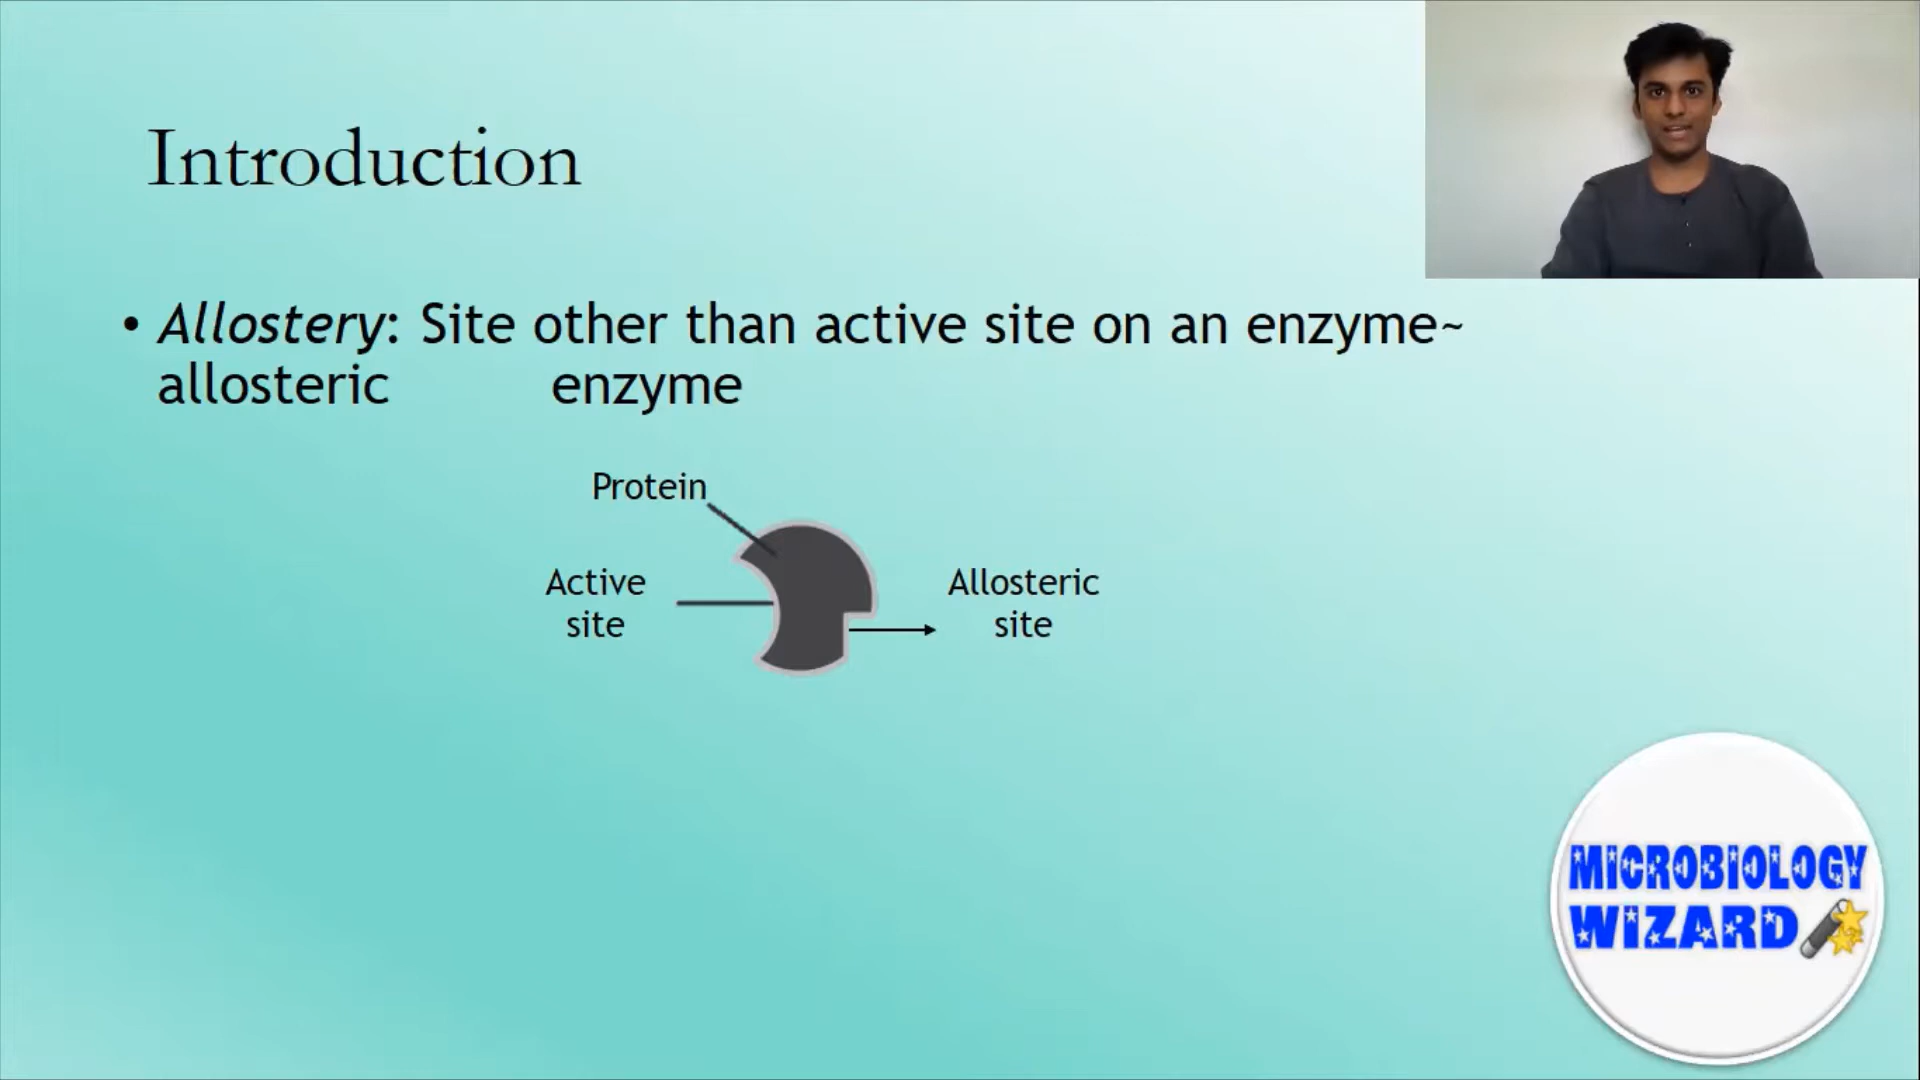 Introduction
• Allostery: Site other than active site on an enzyme~
allosteric enzyme
Protein
Active
site
Allosteric
site
MICROBIOLOGY
WIZARD